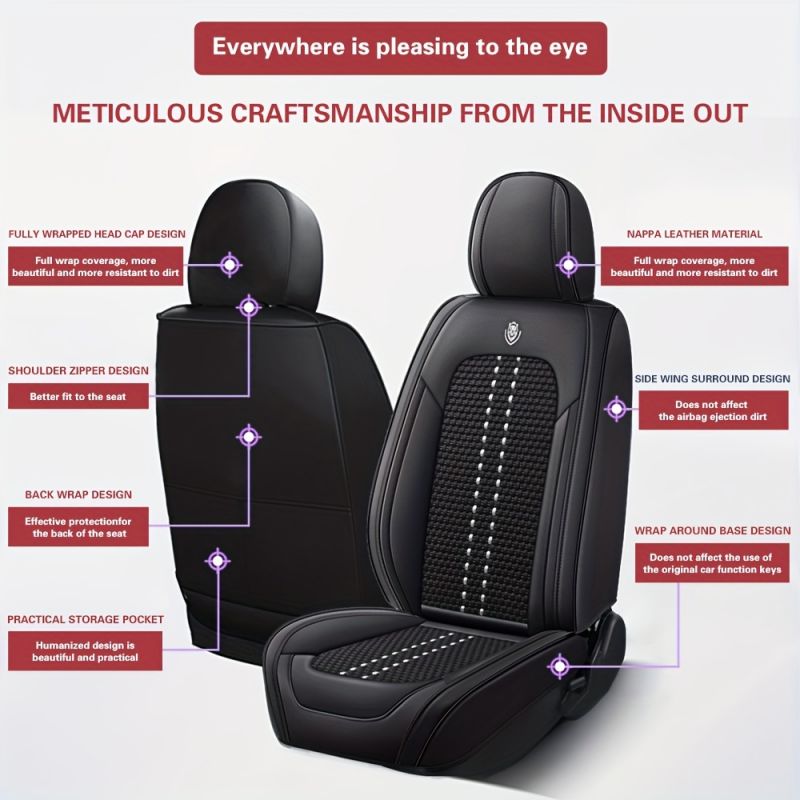 Everywhere is pleasing to the eye
METICULOUS CRAFTSMANSHIP FROM THE INSIDE OUT
FULLY WRAPPED HEAD CAP DESIGN
Full wrap coverage, more
beautiful and more resistant to dirt
SHOULDER ZIPPER DESIGN
Better fit to the seat
BACK WRAP DESIGN
Effective protectionfor
the back of the seat
PRACTICAL STORAGE POCKET
Humanized design is
beautiful and practical
NAPPA LEATHER MATERIAL
Full wrap coverage, more
beautiful and more resistant to dirt
SIDE WING SURROUND DESIGN
Does not affect
the airbag ejection dirt
WRAP AROUND BASE DESIGN
Does not affect the use of
the original car function keys